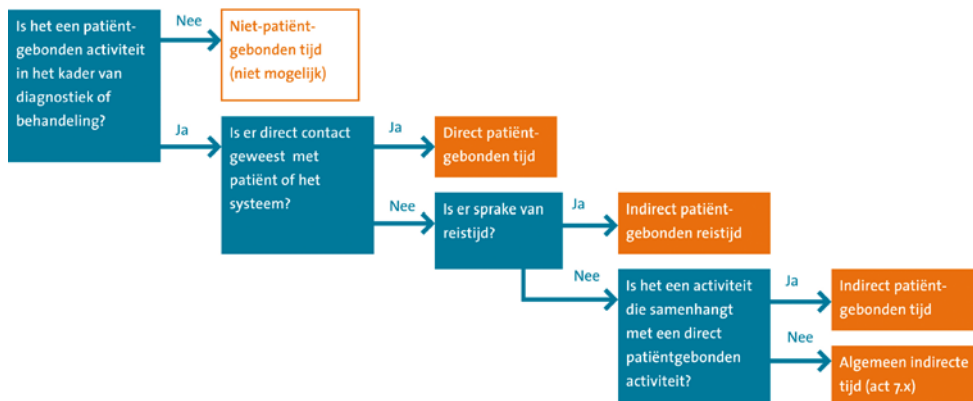 Is het een patiënt-
gebonden activiteit
in het kader van
diagnostiek of
behandeling?
Nee
Niet-patiënt-
gebonden tijd
(niet mogelijk)
Ja
Is er direct contact
geweest met
patiënt of het
systeem?
Ja
Direct patiënt-
gebonden tijd
Nee
Is er sprake van
reistijd?
Ja
Indirect patiënt-
gebonden reistijd
Nee
Is het een activiteit
die samenhangt
met een direct
patiëntgebonden
activiteit?
Ja
Indirect patiënt-
gebonden tijd
Nee
Algemeen indirecte
tijd (act 7.x)